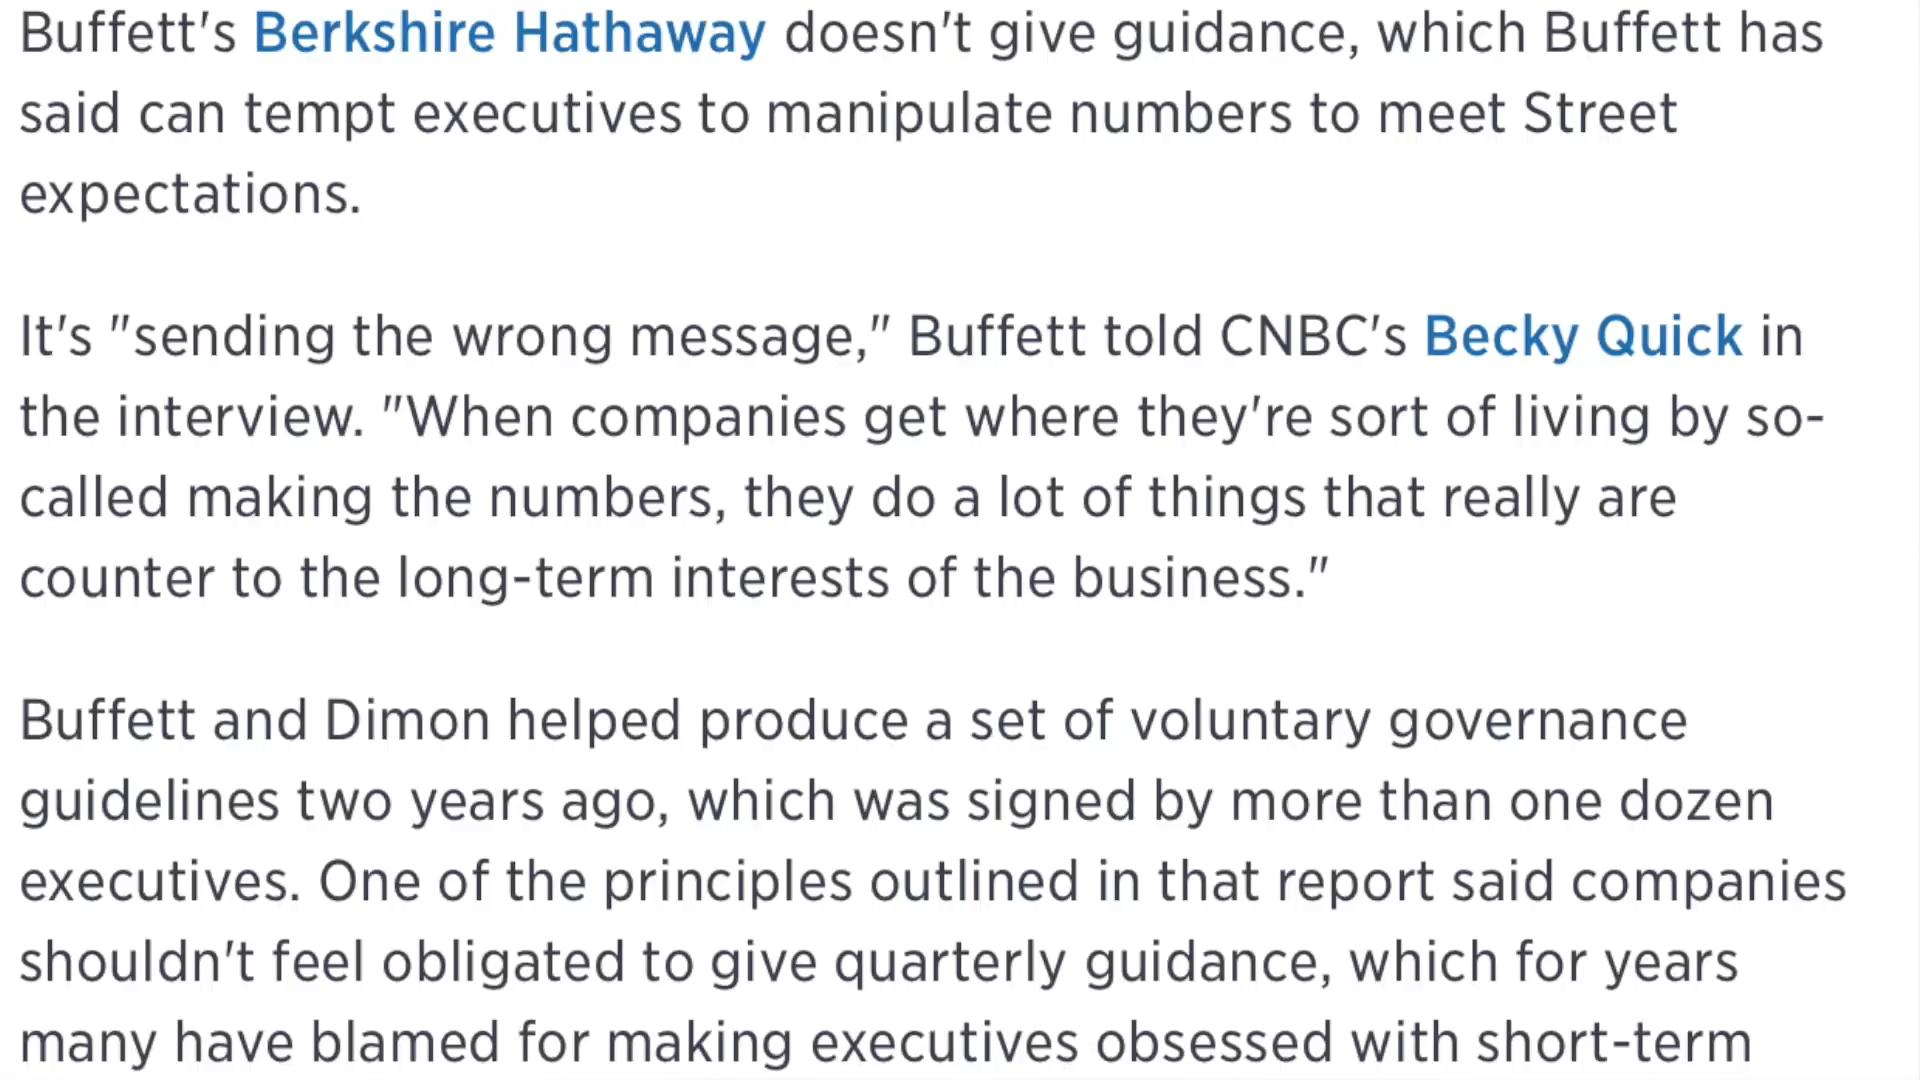 Buffett's Berkshire Hathaway doesn't give guidance, which Buffett has
said can tempt executives to manipulate numbers to meet Street
expectations.
It's "sending the wrong message," Buffett told CNBC's Becky Quick in
the interview. "When companies get where they're sort of living by so-
called making the numbers, they do a lot of things that really are
counter to the long-term interests of the business."
Buffett and Dimon helped produce a set of voluntary governance
guidelines two years ago, which was signed by more than one dozen
executives. One of the principles outlined in that report said companies
shouldn't feel obligated to give quarterly guidance, which for years
many have blamed for making executives obsessed with short-term